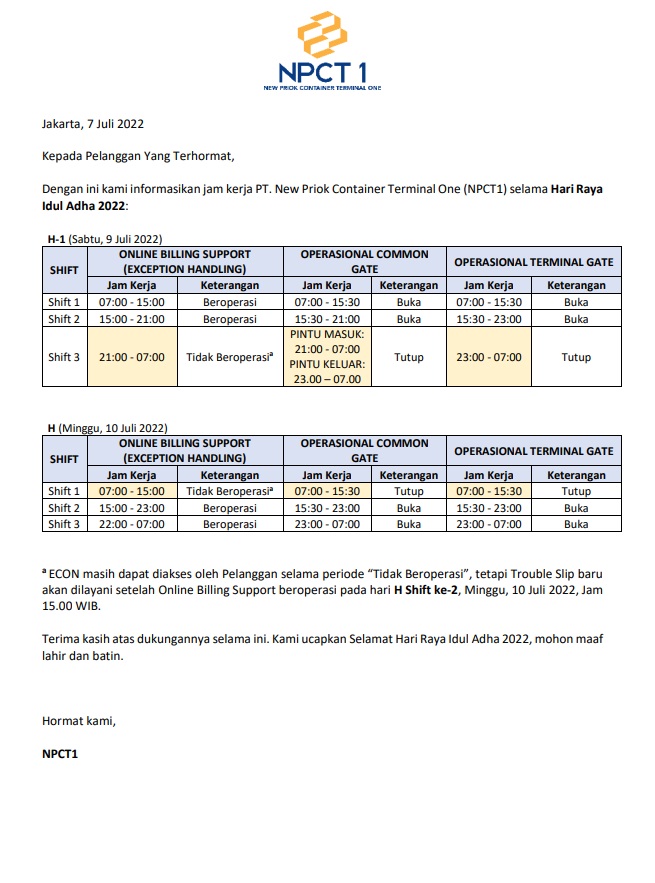 NPCT 1
NEW PRIOK CONTAINER TERMINAL ONE
Jakarta, 7 Juli 2022
Kepada Pelanggan Yang Terhormat,
Dengan ini kami informasikan jam kerja PT. New Priok Container Terminal One (NPCT1) selama Hari Raya
Idul Adha 2022:
H-1 (Sabtu, 9 Juli 2022)
SHIFT
ONLINE BILLING SUPPORT
(EXCEPTION HANDLING)
OPERASIONAL COMMON
GATE
OPERASIONAL TERMINAL GATE
Jam Kerja Keterangan Jam Kerja Keterangan Jam Kerja Keterangan
Shift 1 07:00 - 15:00 Beroperasi 07:00 - 15:30 Buka 07:00 - 15:30 Buka
Shift 2 15:00 - 21:00 Beroperasi 15:30 - 21:00 Buka 15:30 - 23:00 Buka
Shift 3 21:00 - 07:00 Tidak Beroperasiª
PINTU MASUK:
21:00 - 07:00
PINTU KELUAR:
23.00 – 07.00
Tutup 23:00 - 07:00 Tutup
H (Minggu, 10 Juli 2022)
SHIFT
ONLINE BILLING SUPPORT
(EXCEPTION HANDLING)
OPERASIONAL COMMON
GATE
OPERASIONAL TERMINAL GATE
Jam Kerja Keterangan Jam Kerja Keterangan Jam Kerja Keterangan
Shift 1 07:00 - 15:00 Tidak Beroperasiª 07:00 - 15:30 Tutup 07:00 - 15:30 Tutup
Shift 2 15:00 - 23:00 Beroperasi 15:30 - 23:00 Buka 15:30 - 23:00 Buka
Shift 3 22:00 - 07:00 Beroperasi 23:00 - 07:00 Buka 23:00 - 07:00 Buka
ª ECON masih dapat diakses oleh Pelanggan selama periode “Tidak Beroperasi”, tetapi Trouble Slip baru
akan dilayani setelah Online Billing Support beroperasi pada hari H Shift ke-2, Minggu, 10 Juli 2022, Jam
15.00 WIB.
Terima kasih atas dukungannya selama ini. Kami ucapkan Selamat Hari Raya Idul Adha 2022, mohon maaf
lahir dan batin.
Hormat kami,
NPCT1